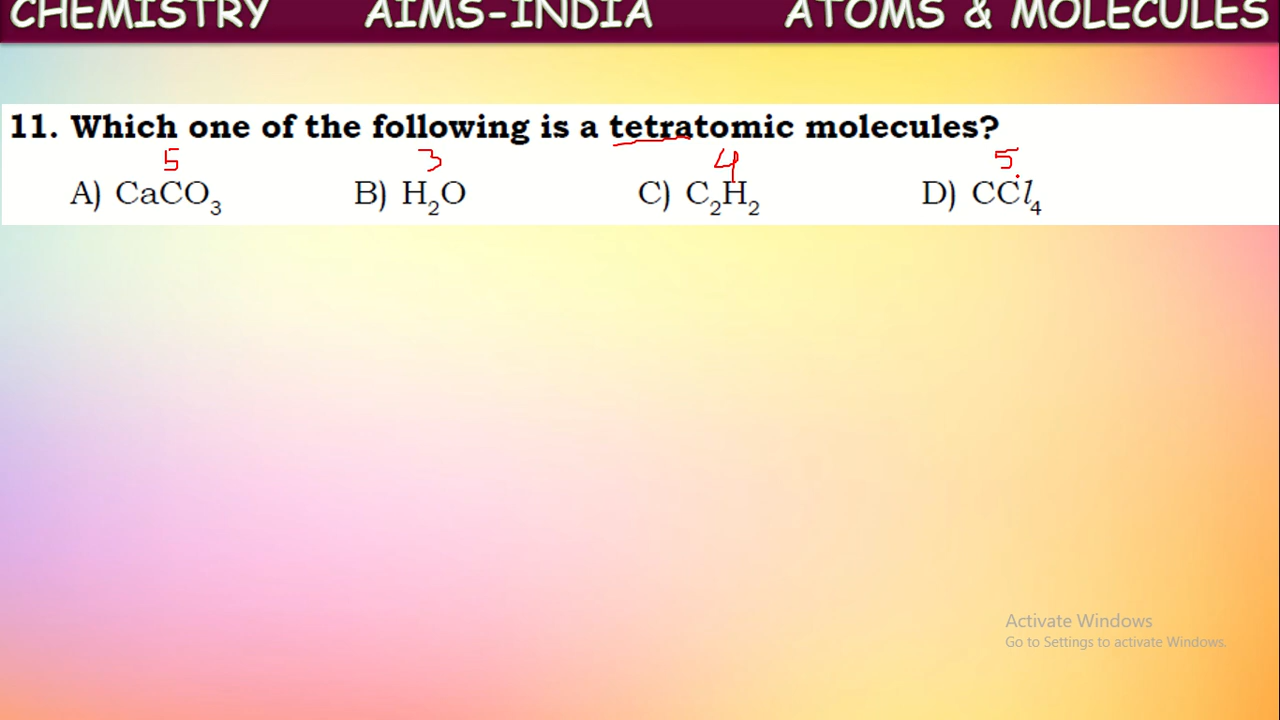 CHEMISTRY AIMS-INDIA ATOMS & MOLECULES
11. Which one of the following is a tetratomic molecules?
5 3 4 5.
A) CaCO₃ B) H₂O C) C₂H₂ D) CCl₄
Activate Windows
Go to Settings to activate Windows.